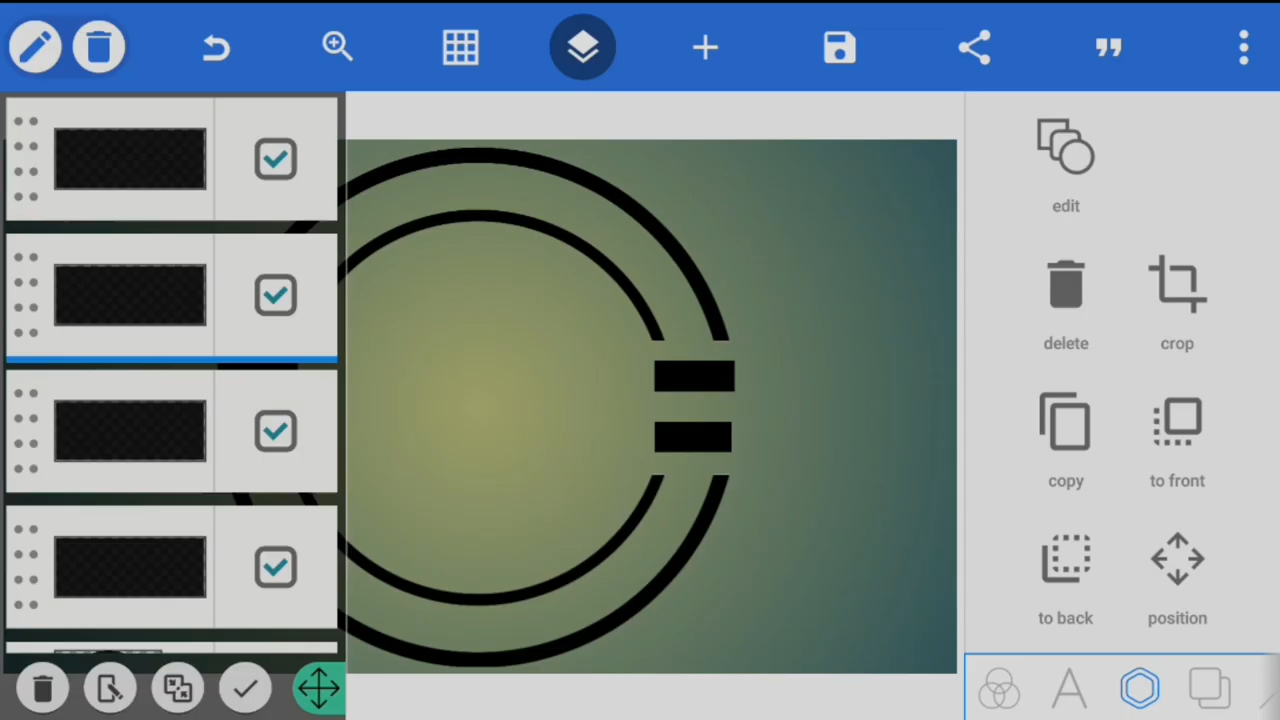 edit
delete
crop
copy
to front
to back
position